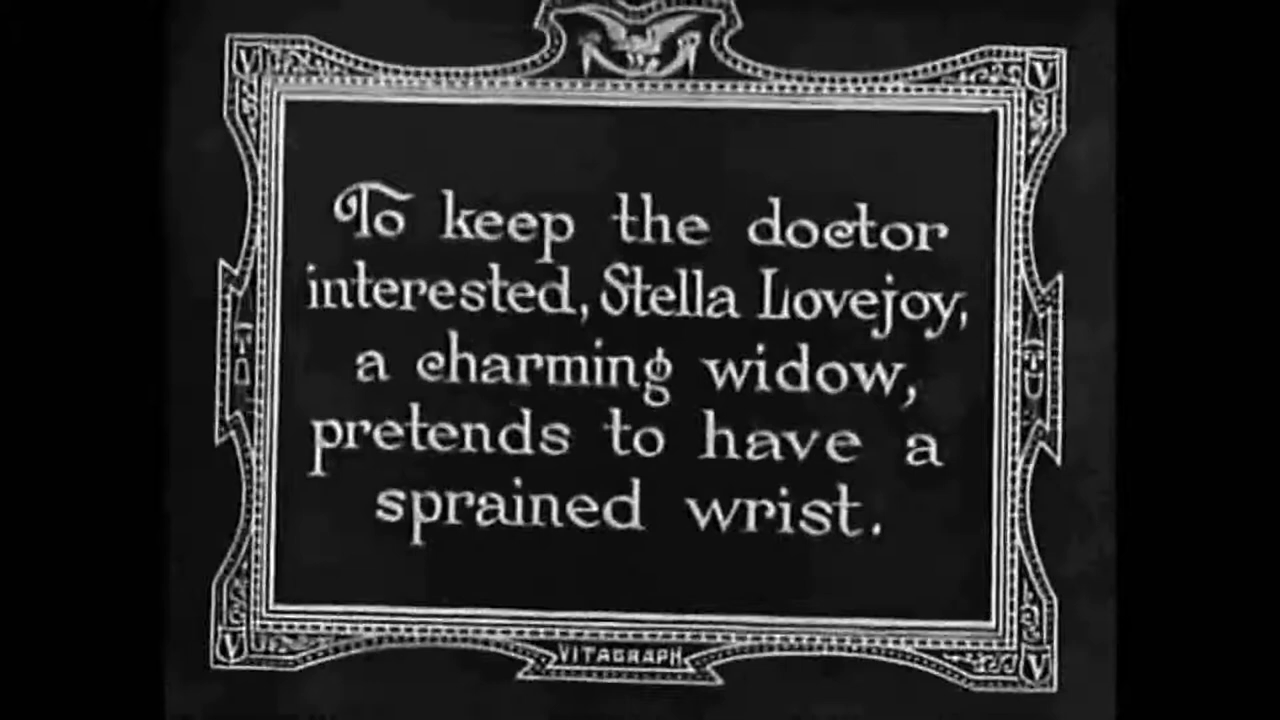 V V
To keep the doctor
interested, Stella Lovejoy,
a charming widow,
pretends to have a
sprained wrist.
V VITAGRAPH V